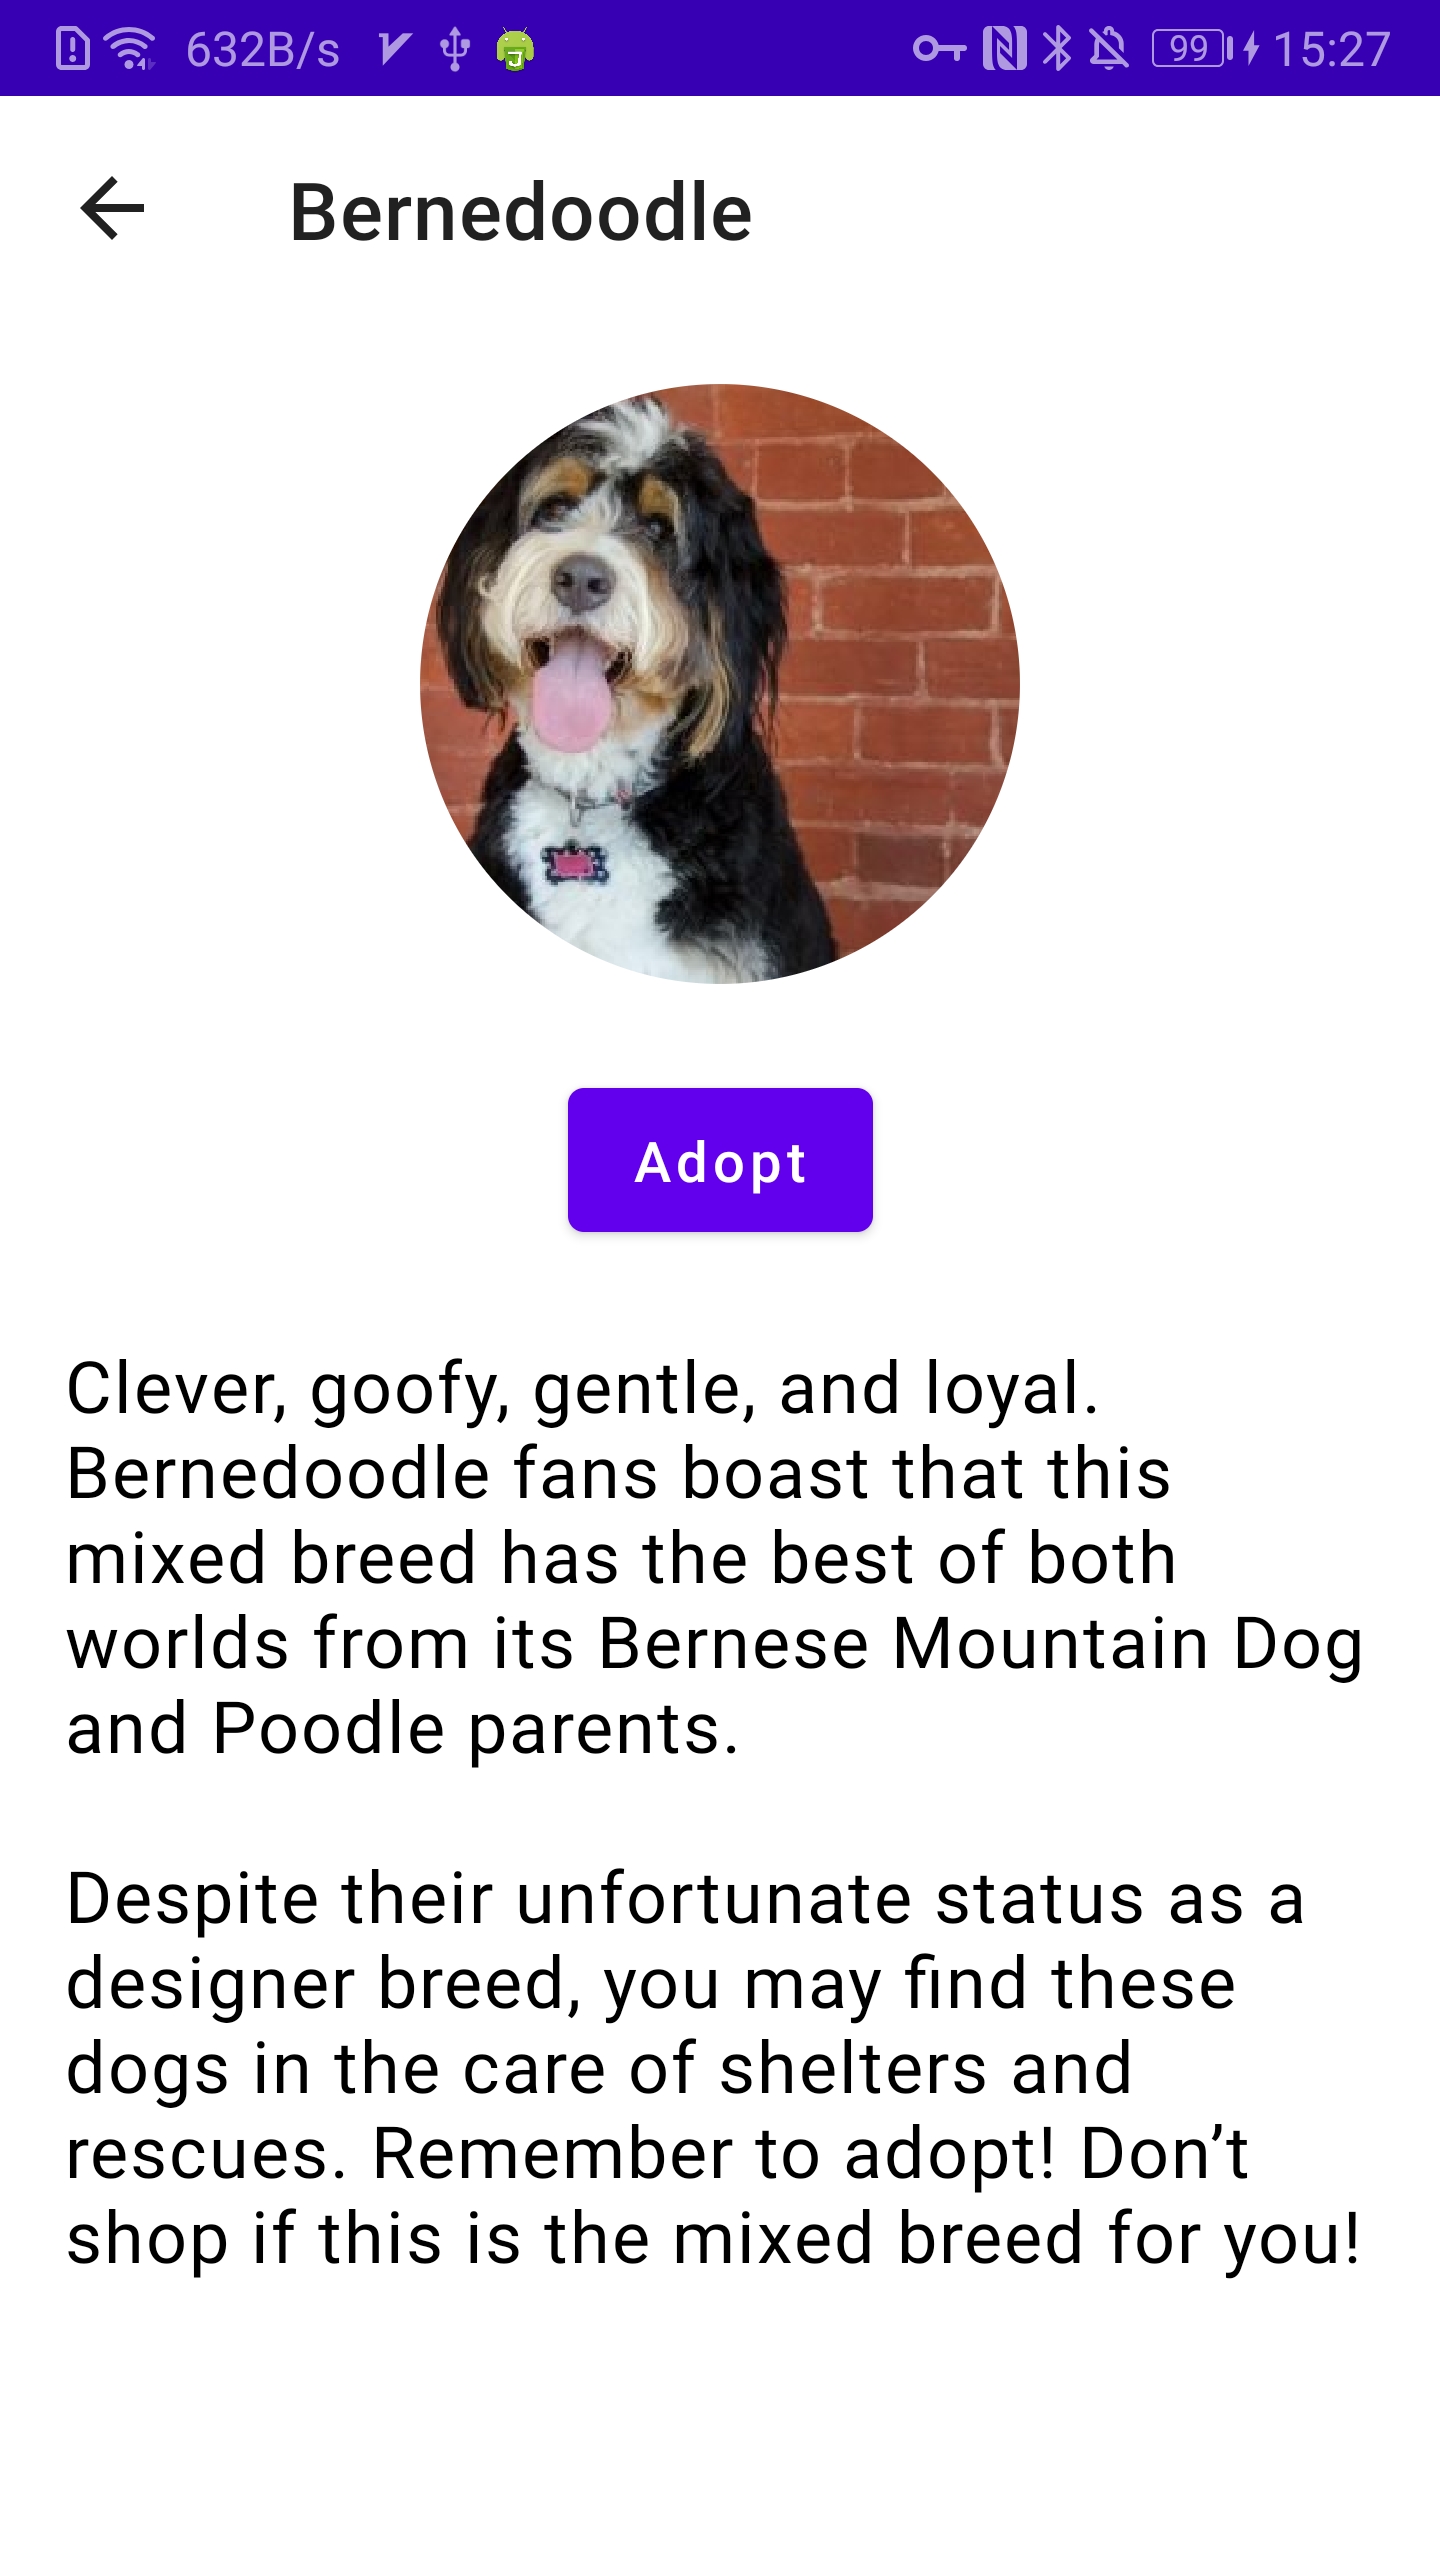 632B/s 99 15:27
Bernedoodle
Adopt
Clever, goofy, gentle, and loyal.
Bernedoodle fans boast that this
mixed breed has the best of both
worlds from its Bernese Mountain Dog
and Poodle parents.
Despite their unfortunate status as a
designer breed, you may find these
dogs in the care of shelters and
rescues. Remember to adopt! Don’t
shop if this is the mixed breed for you!